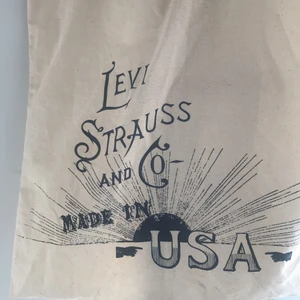 LEVI
STRAUSS
AND CO-
MADE IN
USA